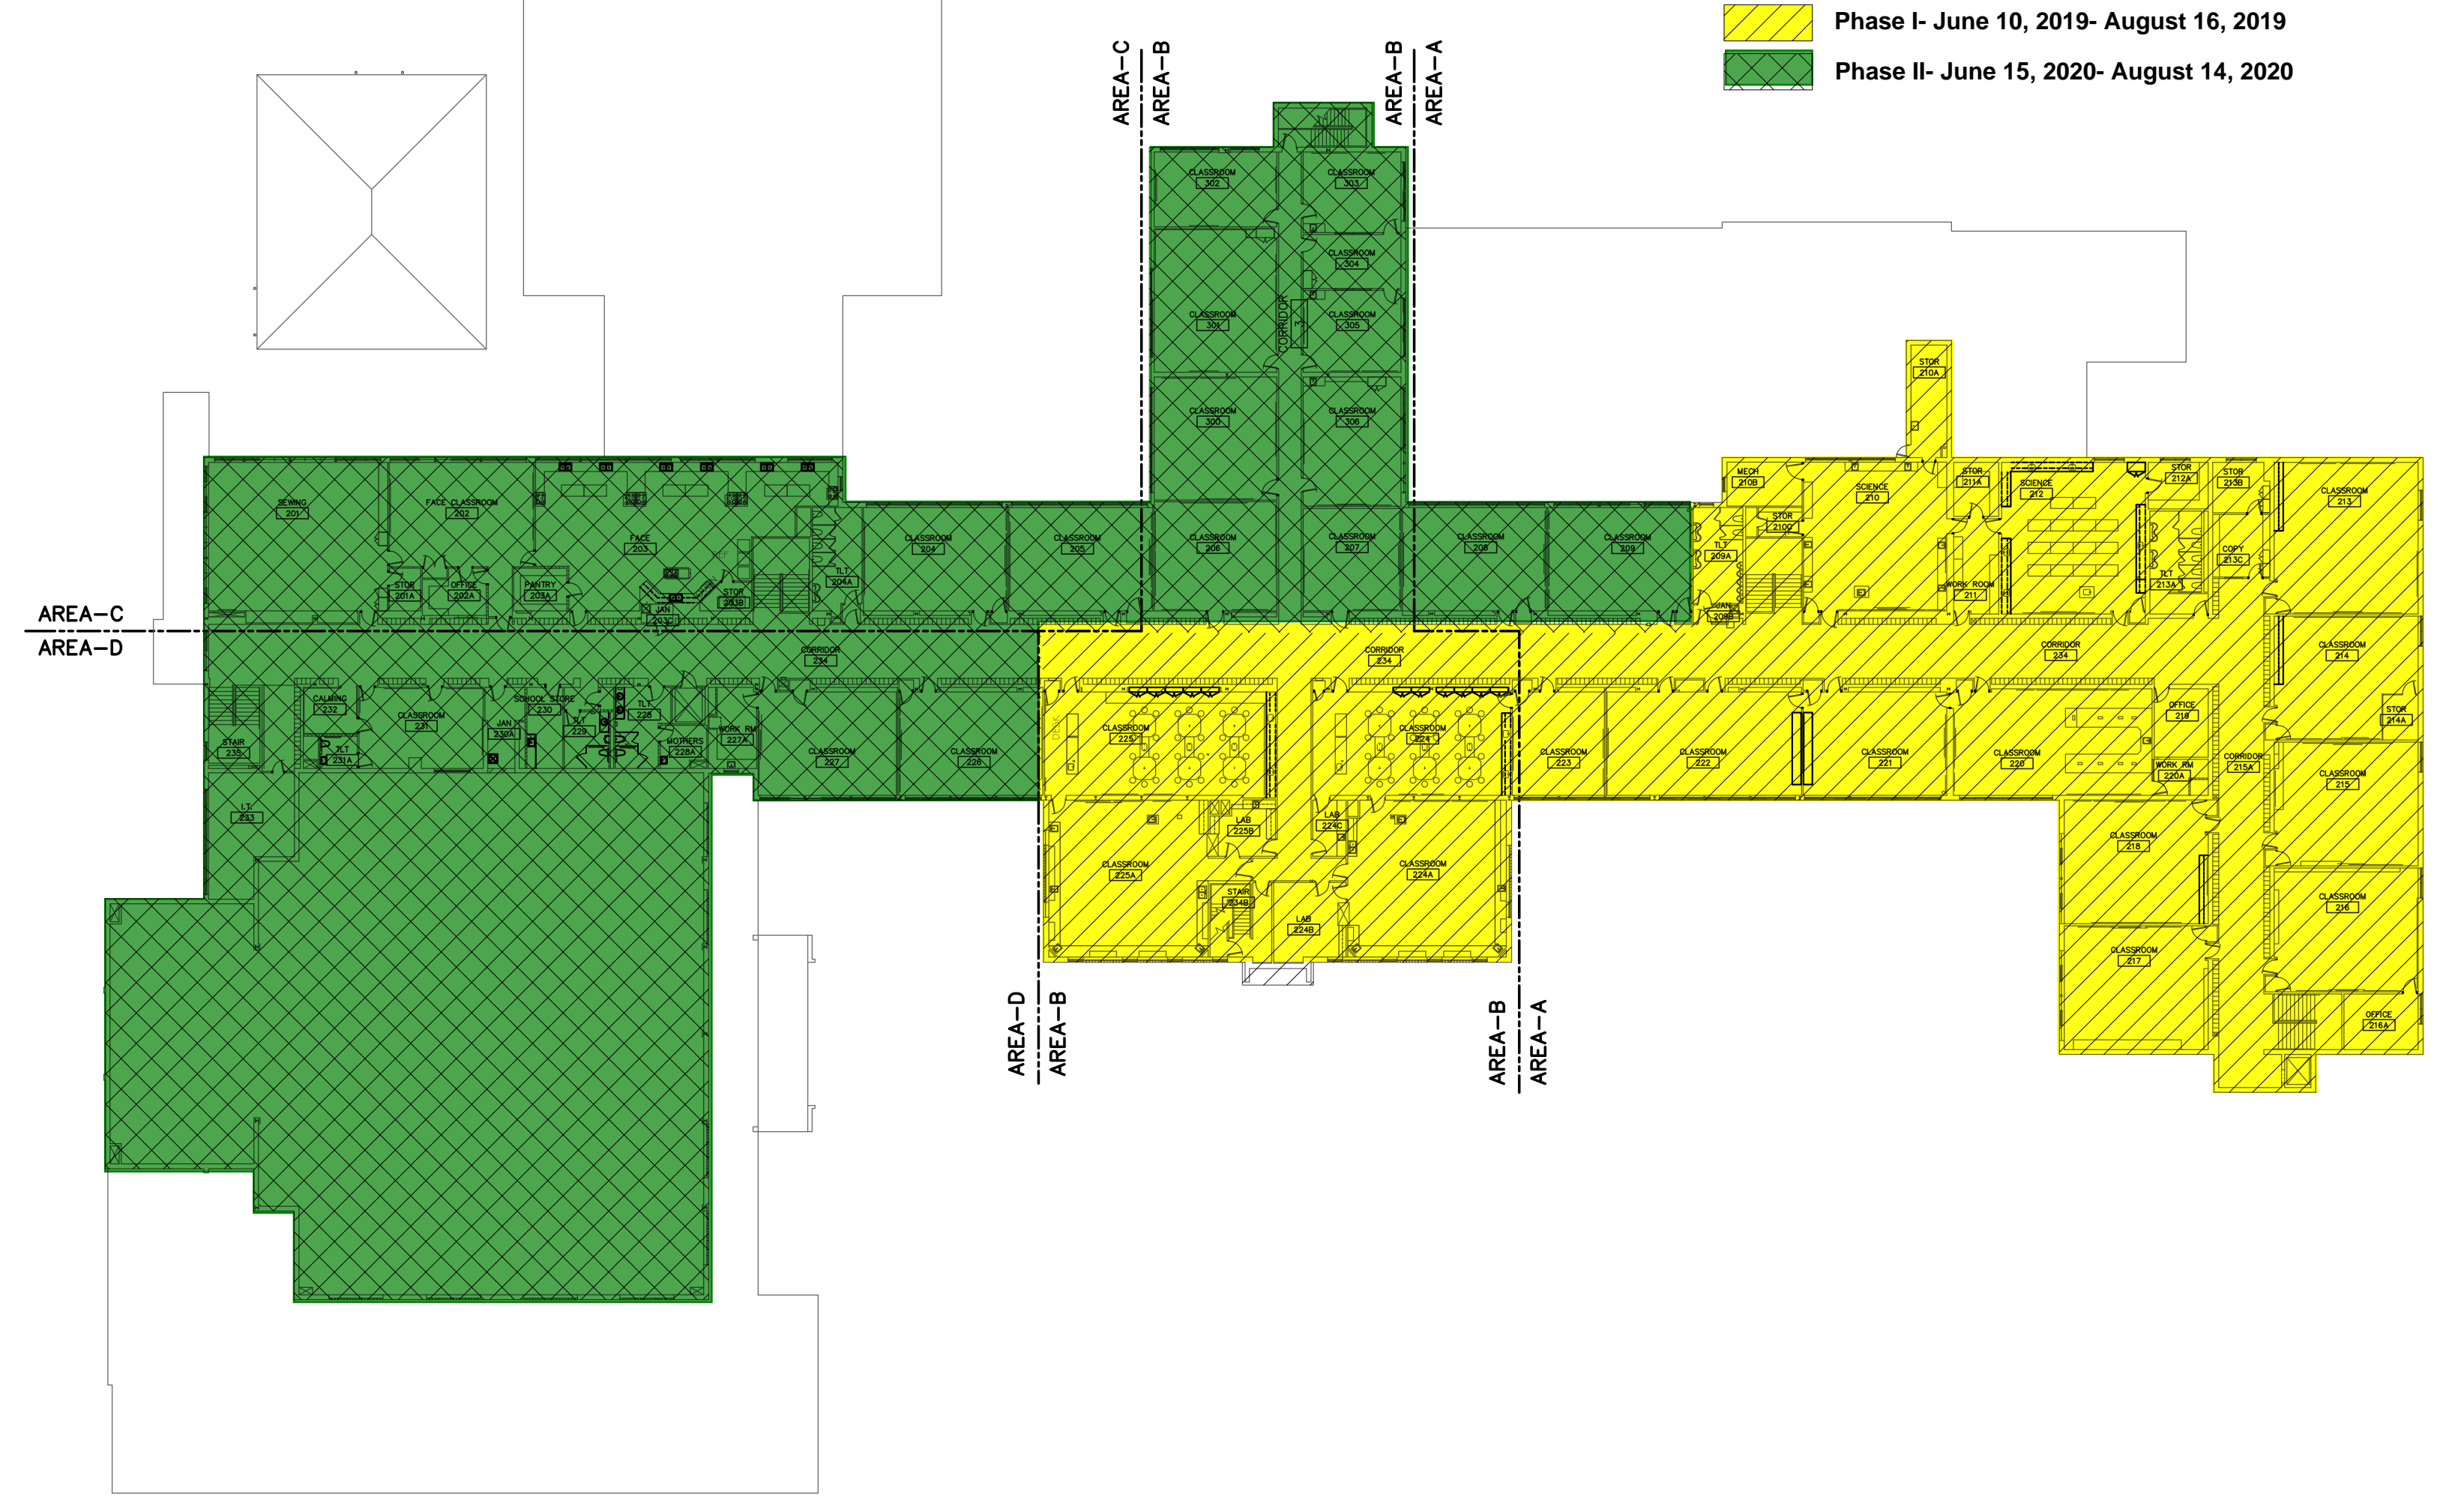 Phase I- June 10, 2019- August 16, 2019
Phase II- June 15, 2020- August 14, 2020
AREA-C
AREA-B
AREA-B
AREA-A
CLASSROOM
302
CLASSROOM
303
CLASSROOM
304
CLASSROOM
301
CORRIDOR
3
CLASSROOM
305
CLASSROOM
300
CLASSROOM
306
STOR
210A
SEWING
201
FACE CLASSROOM
202
FACE
203
REF
CLASSROOM
204
CLASSROOM
205
CLASSROOM
206
CLASSROOM
207
CLASSROOM
208
CLASSROOM
209
MECH
210B
STOR
210C
TLT
209A
SCIENCE
210
STOR
211A
SCIENCE
212
STOR
212A
STOR
213B
CLASSROOM
213
COPY
213C
TLT
213A
WORK ROOM
211
JAN
209B
STOR
201A
OFFICE
202A
PANTRY
203A
STOR
203B
JAN
203C
TLT
204A
AREA-C
AREA-D
CORRIDOR
234
CORRIDOR
234
CORRIDOR
234
CLASSROOM
214
STOR
214A
CALMING
232
CLASSROOM
231
SCHOOL STORE
230
JAN
230A
TLT
229
TLT
228
MOTHERS
228A
WORK RM
227A
STAIR
235
TLT
231A
CLASSROOM
227
CLASSROOM
226
DESK
CLASSROOM
225
CLASSROOM
224
CLASSROOM
223
CLASSROOM
222
CLASSROOM
221
CLASSROOM
220
OFFICE
219
WORK RM
220A
CORRIDOR
215A
CLASSROOM
215
I.T.
233
LAB
225B
LAB
224C
CLASSROOM
225A
CLASSROOM
224A
STAIR
234B
LAB
224B
CLASSROOM
218
CLASSROOM
216
CLASSROOM
217
OFFICE
216A
AREA-D
AREA-B
AREA-B
AREA-A